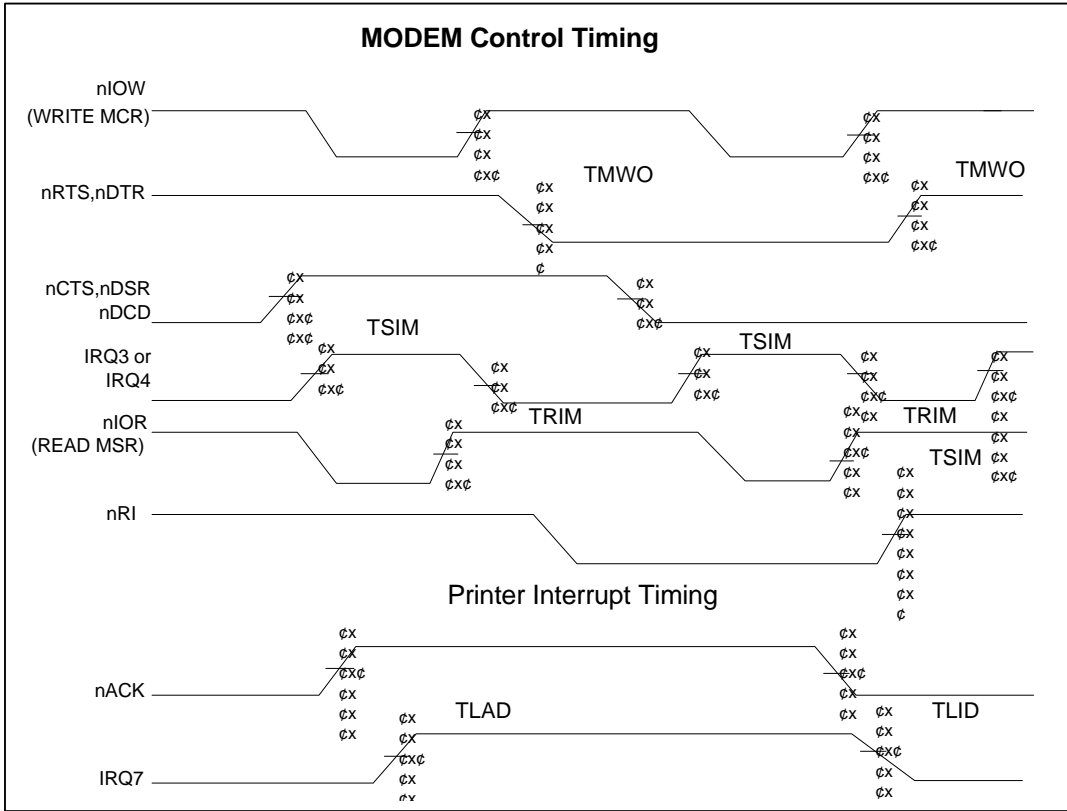 MODEM Control Timing
nIOW
(WRITE MCR)
¢x
¢x
¢x
¢x¢
TMWO
¢x
¢x
¢x
¢x¢
TMWO
nRTS,nDTR
¢x
¢x
¢x
¢x
¢
¢x
¢x
¢x
¢x¢
nCTS,nDSR
nDCD
¢x
¢x
¢x¢
¢x¢
¢x
¢x
¢x¢
TSIM
TSIM
IRQ3 or
IRQ4
¢x
¢x
¢x¢
¢x
¢x
¢x¢
¢x
¢x
¢x¢
¢x
¢x
¢x¢
¢x
¢x
¢x
¢x¢
¢x
¢x
¢x
¢x¢
TRIM
TRIM
nIOR
(READ MSR)
¢x
¢x
¢x
¢x¢
¢x
¢x
¢x¢
¢x
¢x
TSIM
nRI
¢x
¢x
¢x
¢x
¢x
¢x
¢x
¢
Printer Interrupt Timing
nACK
¢x
¢x
¢x¢
¢x
¢x
¢x
¢x
¢x
¢x¢
¢x
¢x
TLAD
TLID
IRQ7
¢x
¢x
¢x¢
¢x
¢x
¢x
¢x
¢x¢
¢x
¢x